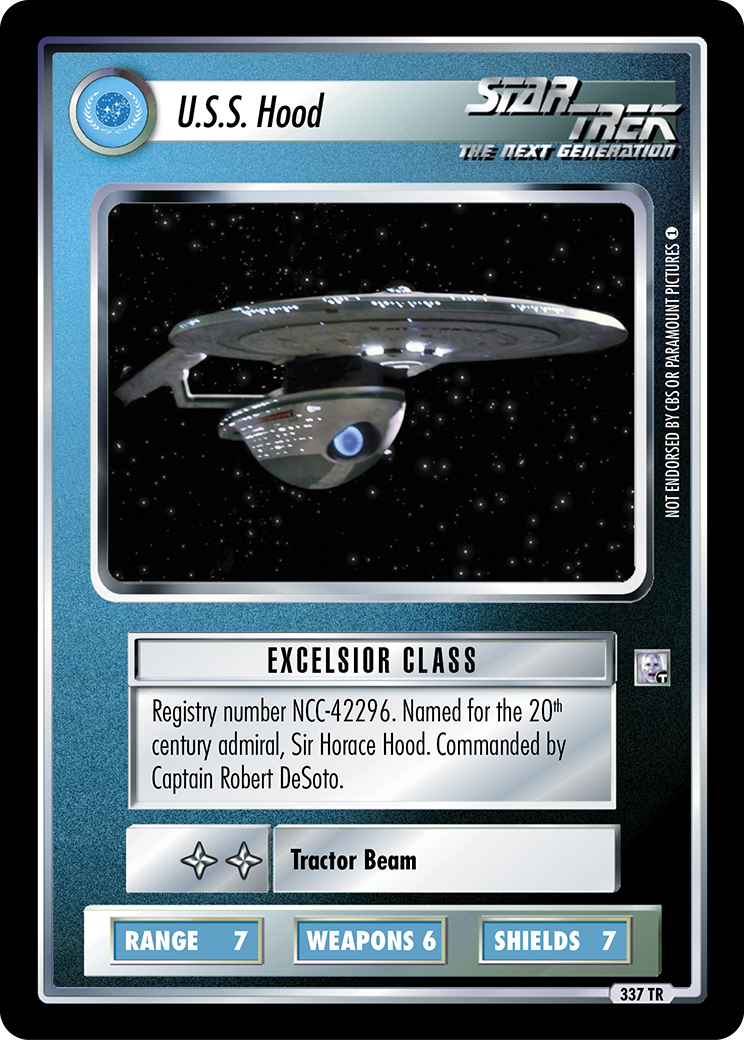 U.S.S. Hood
STAR TREK
THE NEXT GENERATION
NOT ENDORSED BY CBS OR PARAMOUNT PICTURES 1
EXCELSIOR CLASS
T
Registry number NCC-42296. Named for the 20th
century admiral, Sir Horace Hood. Commanded by
Captain Robert DeSoto.
Tractor Beam
RANGE 7
WEAPONS 6
SHIELDS 7
337 TR